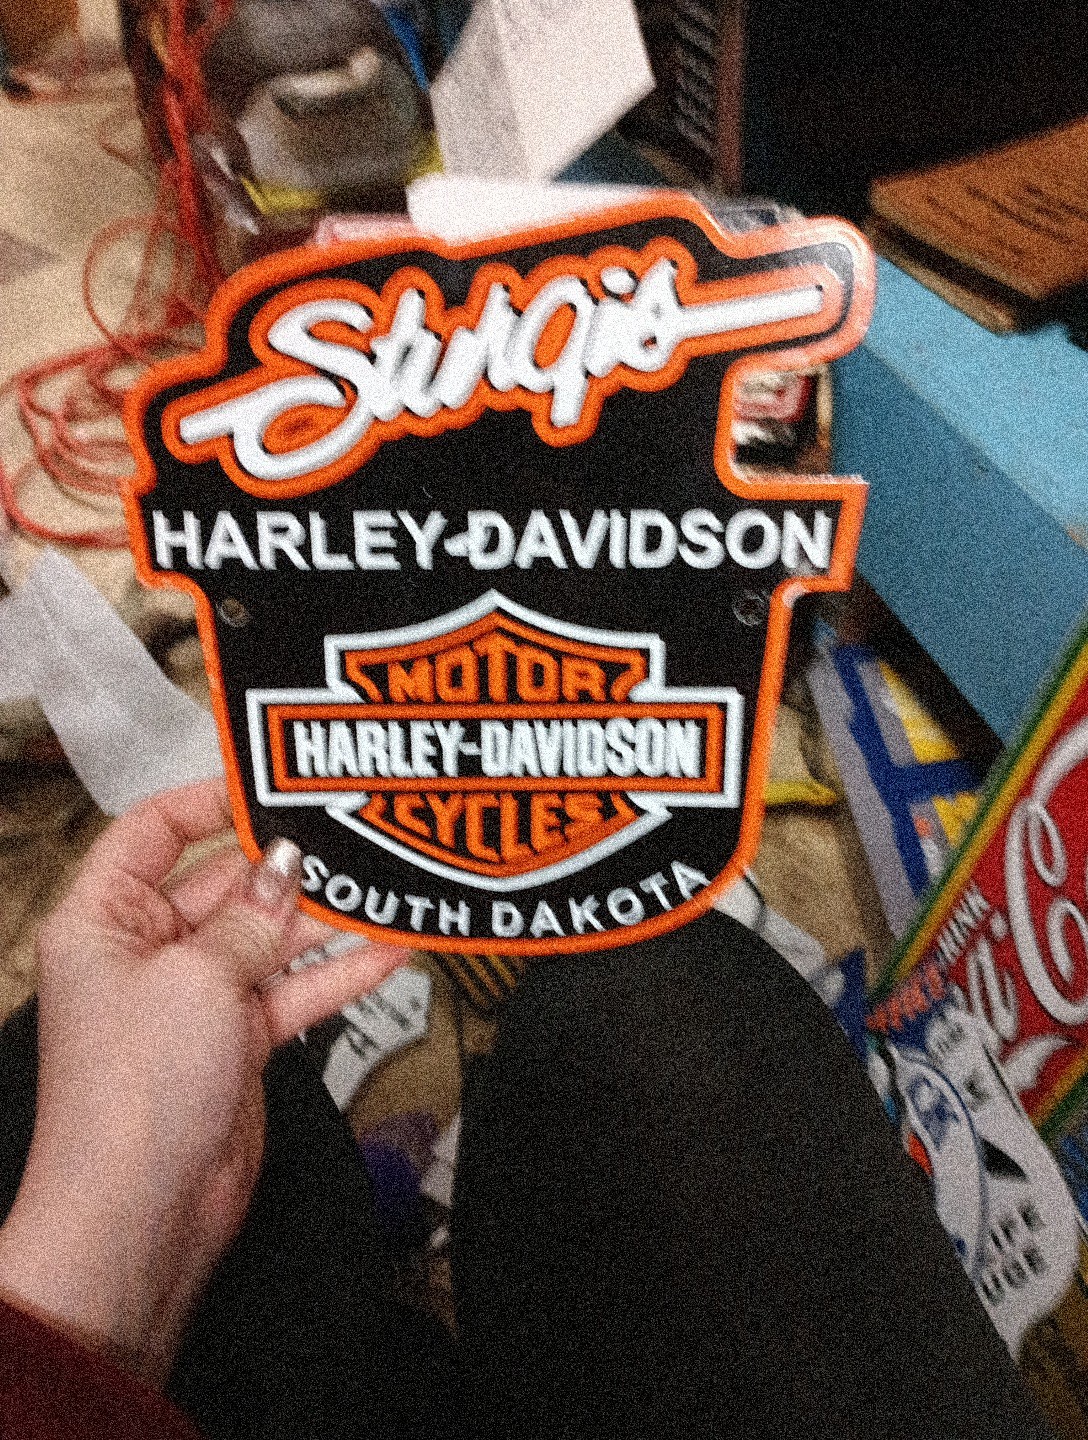 Sturgis
HARLEY-DAVIDSON
MOTOR
HARLEY-DAVIDSON
CYCLES
SOUTH DAKOTA